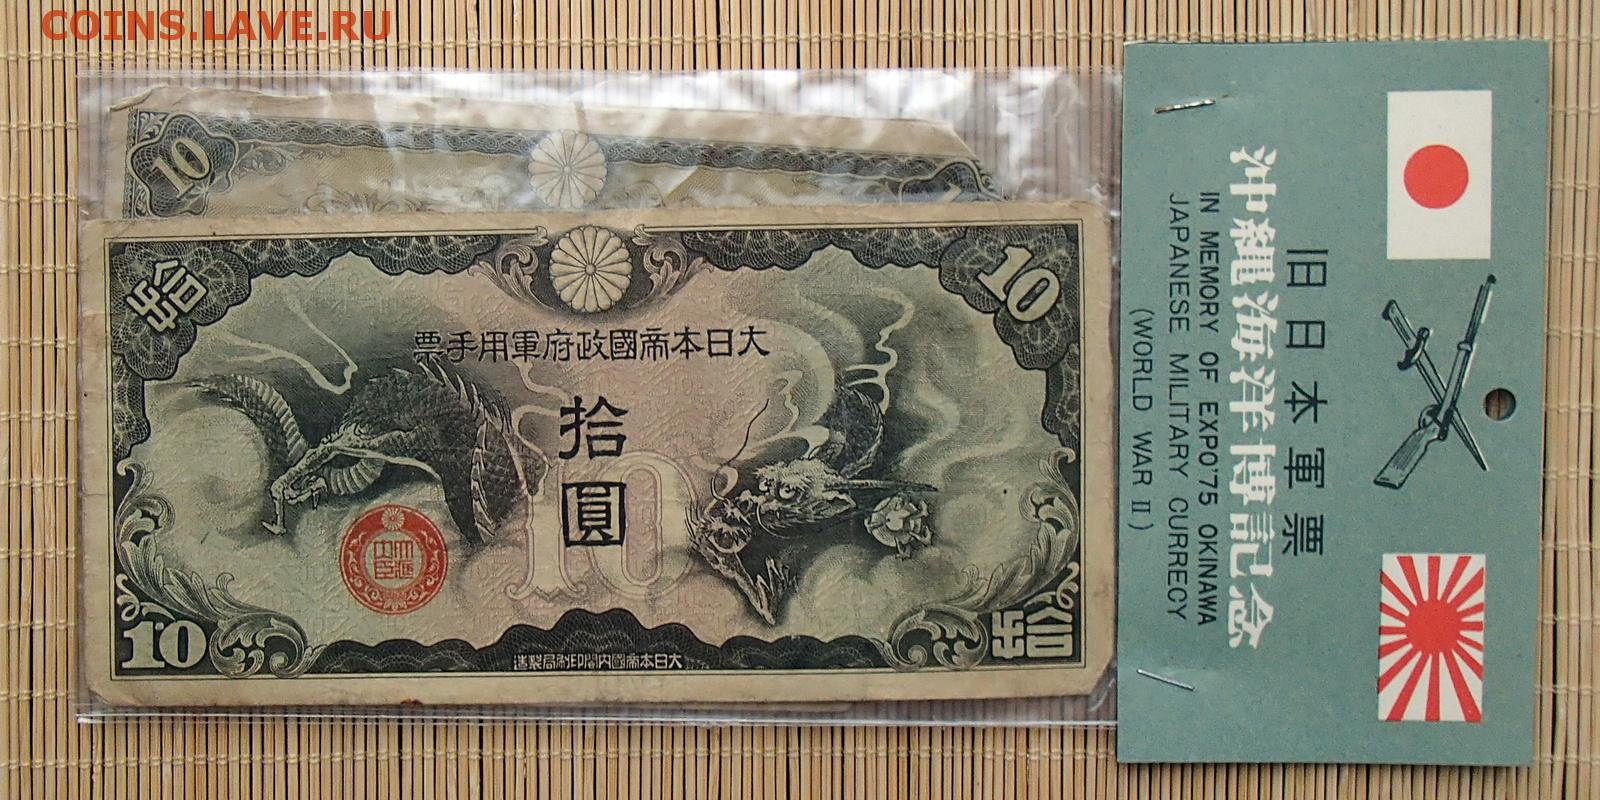 COINS.LAVE.RU
10
拾
10
大日本帝國政府軍用手票
拾
圓
10
10
拾
大日本帝國内閣印刷局製造
旧日本軍票
沖縄海洋博記念
IN MEMORY OF EXPO'75 OKINAWA
JAPANESE MILITARY CURRECY
(WORLD WAR II)